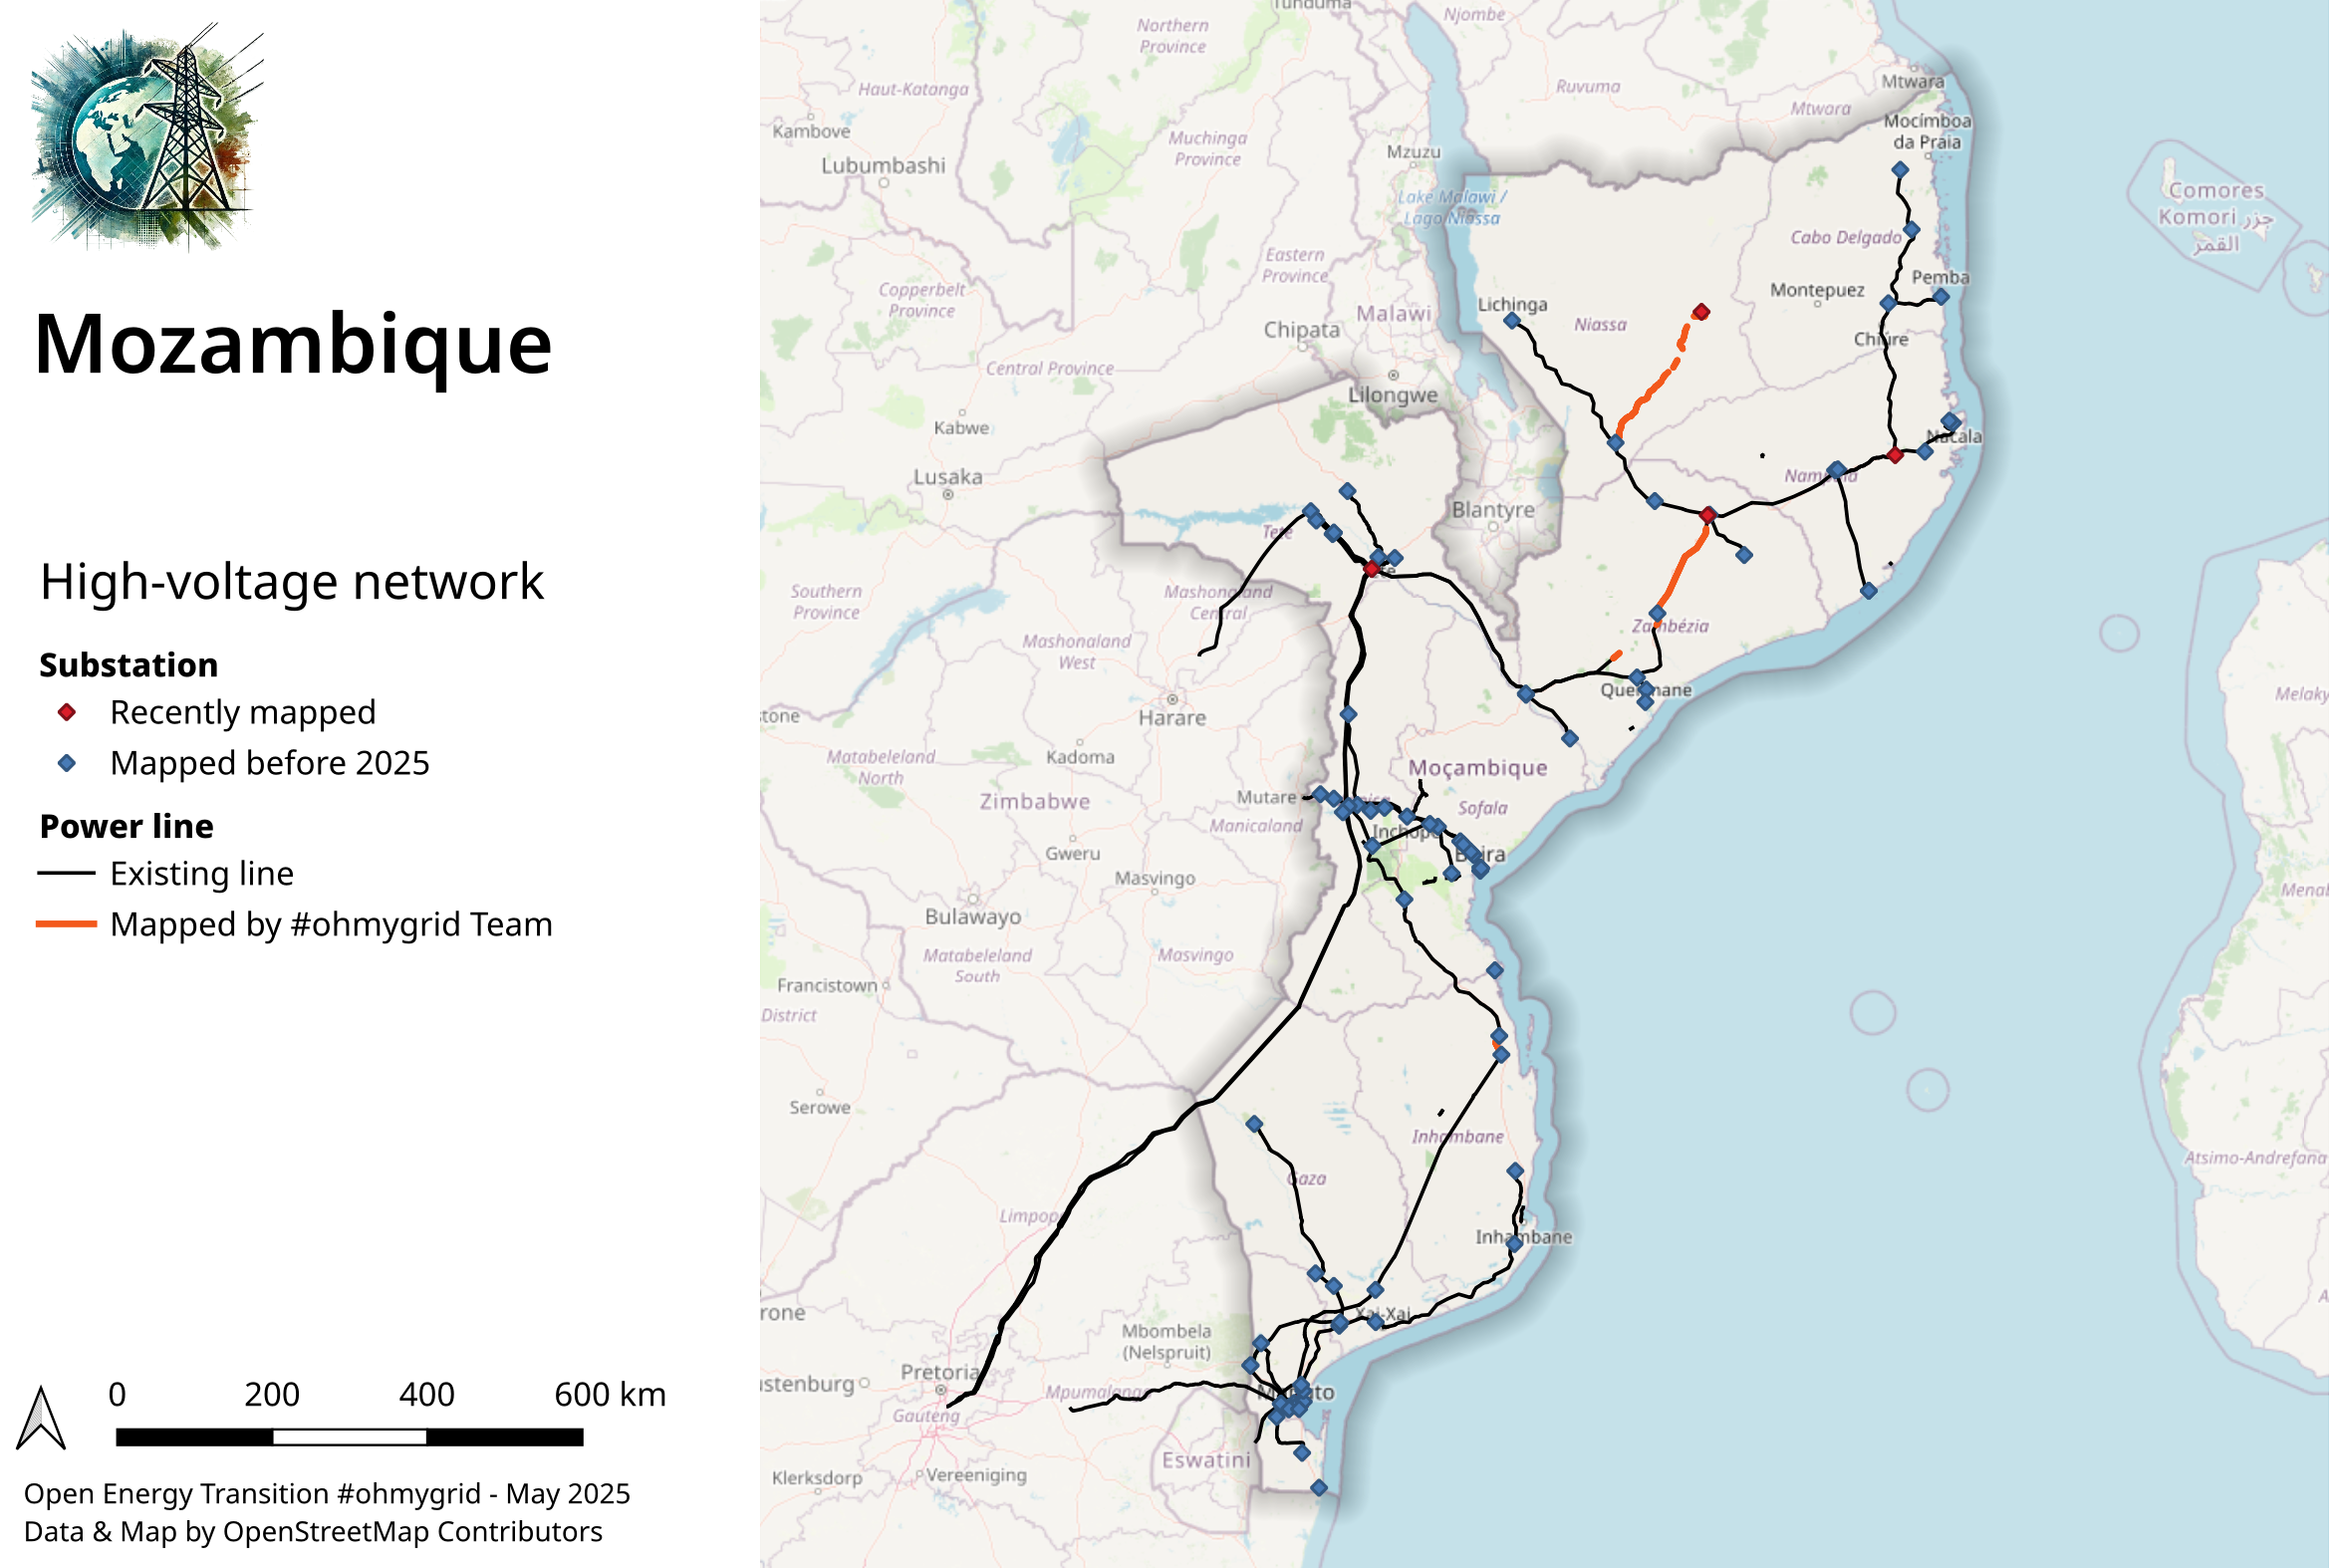 Mozambique
High-voltage network
Substation
Recently mapped
Mapped before 2025
Power line
Existing line
Mapped by #ohmygrid Team
0 200 400 600 km
Open Energy Transition #ohmygrid - May 2025
Data & Map by OpenStreetMap Contributors
Tunduma
Njombe
Northern
Province
Haut-Katanga
Ruvuma
Mtwara
Mtwara
Kambove
Mocímboa
da Praia
Muchinga
Province
Mzuzu
Lubumbashi
Lake Malawi /
Lago Niassa
Comores
Komori جزر
القمر
Cabo Delgado
Eastern
Province
Pemba
Copperbelt
Province
Montepuez
Lichinga
Malawi
Niassa
Chipata
Chiúre
Central Province
Lilongwe
Kabwe
Nacala
Lusaka
Nampula
Blantyre
Tete
Southern
Province
Mashonaland
Central
Zambézia
Mashonaland
West
Quelimane
Harare
stone
Kadoma
Matabeleland
North
Moçambique
Melaky
Mutare
Zimbabwe
Sofala
Manicaland
Inchope
Gweru
Beira
Masvingo
Menab
Bulawayo
Matabeleland
South
Masvingo
Francistown
District
Serowe
Inhambane
Atsimo-Andrefana
Gaza
Limpopo
Inhambane
rone
Xai-Xai
Mbombela
(Nelspruit)
Pretoria
stenburg
Mpumalanga
Maputo
Gauteng
Eswatini
Klerksdorp
Vereeniging